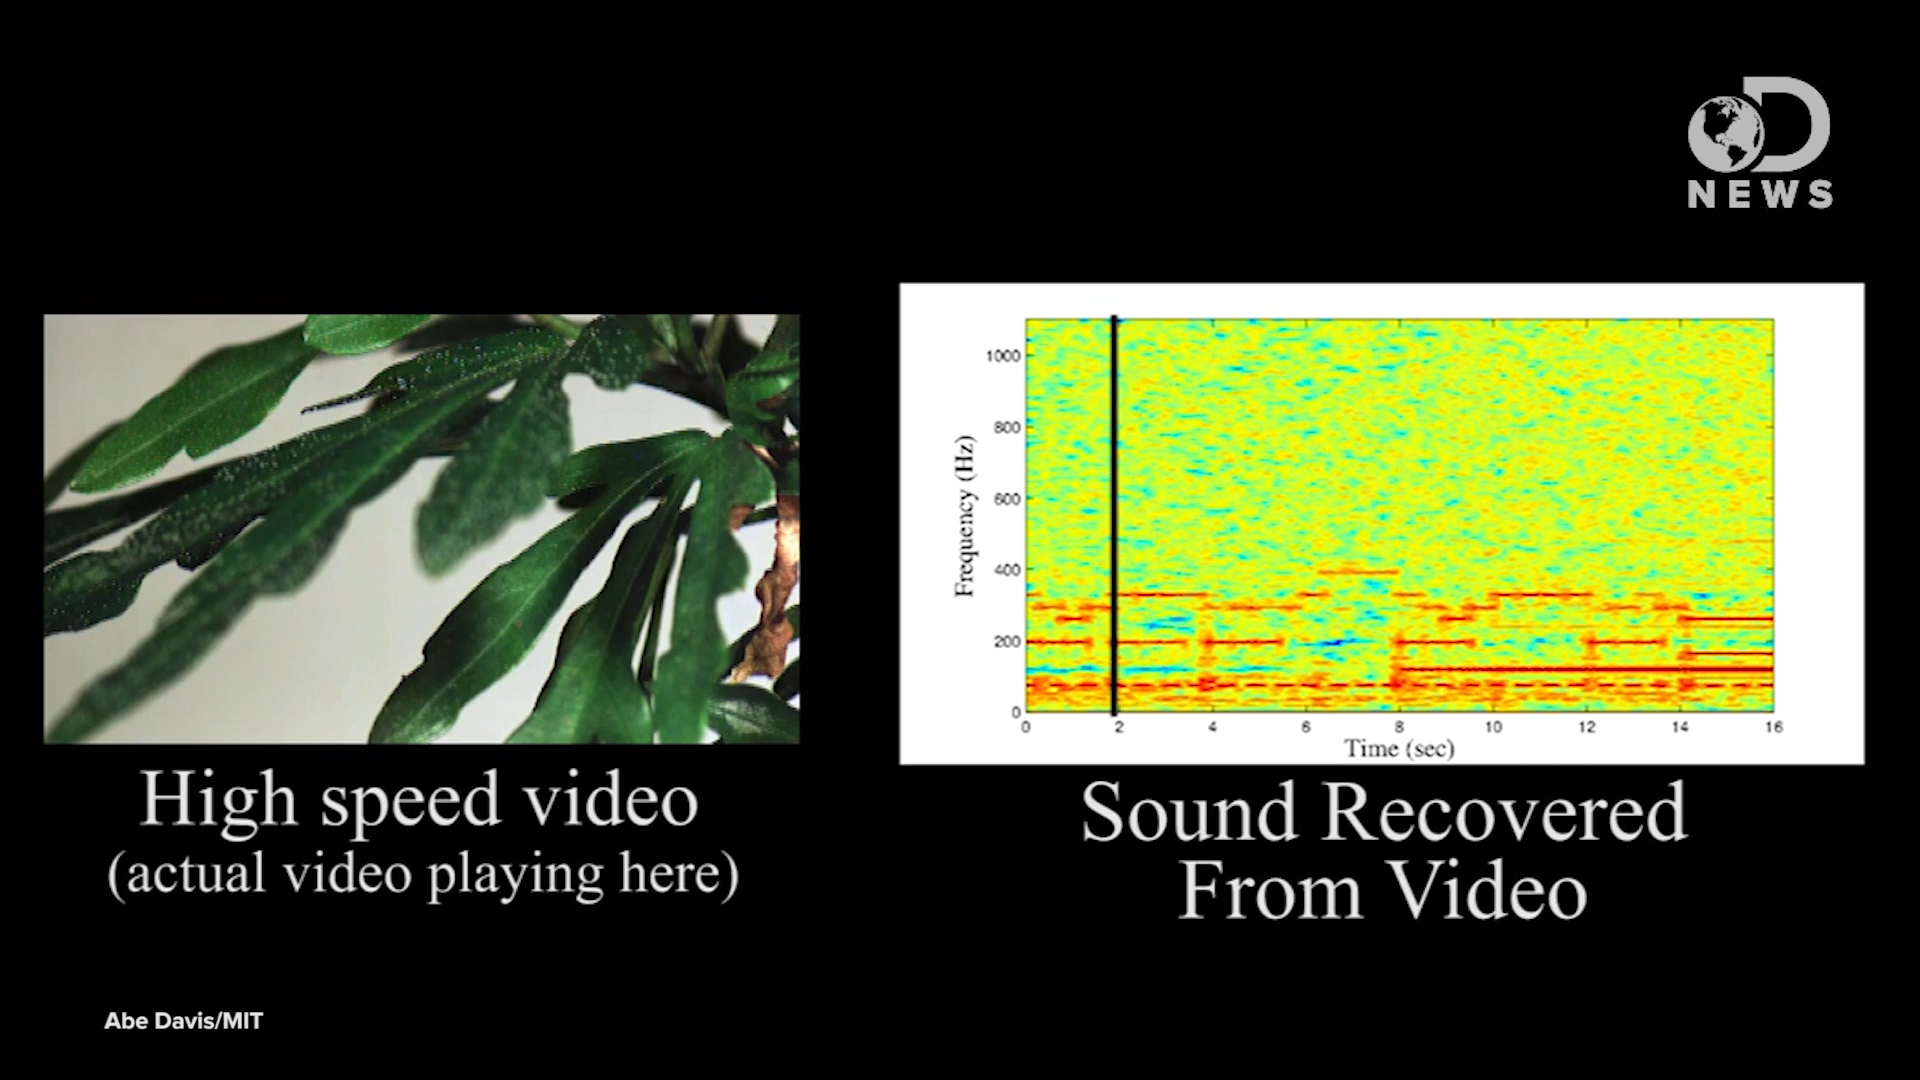 NEWS
1000
800
600
400
200
0
Frequency (Hz)
0 2 4 6 8 10 12 14 16
Time (sec)
High speed video
(actual video playing here)
Sound Recovered
From Video
Abe Davis/MIT